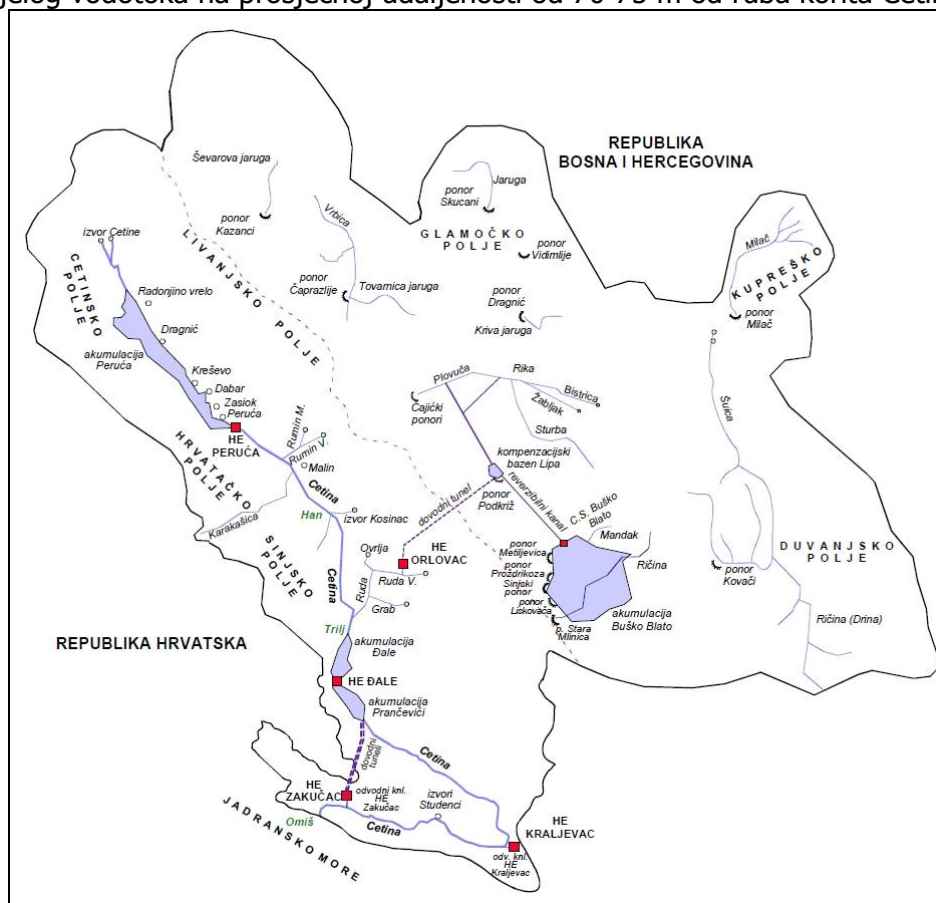 REPUBLIKA
BOSNA I HERCEGOVINA
Ševarova jaruga
ponor
Kazanci
Jaruga
ponor
Skucani
Vrbica
GLAMOČKO
POLJE
ponor
Vidimlije
izvor Cetine
CETINSKO
POLJE
LIVANJSKO POLJE
Milač
KUPREŠKO
POLJE
ponor
Milač
ponor
Čaprazlije
Tovarnica jaruga
ponor
Dragnić
Kriva jaruga
Radonjino vrelo
Dragnić
akumulacija
Peruća
Kreševo
Dabar
Zasiok
Peruća
HE
PERUĆA
Plovuča
Rika
Bistrica
Žabljak
Sturba
Čajički
ponori
Šuica
Rumin M.
Rumin V.
Malin
HRVATAČKO
POLJE
Karakašica
Cetina
Han
izvor Kosinac
kompenzacijski
bazen Lipa
ponor
Podkriž
dovodni tunel
reverzibilni kanal
C.S. Buško
Blato
Mandak
Ričina
SINJSKO
POLJE
Cetina
Ovrlja
HE
ORLOVAC
Ruda
Ruda V.
Grab
ponor
Metiljevica
ponor
Proždrikoza
Sinjski
ponor
ponor
Liskovača
p. Stara
Mlinica
akumulacija
Buško Blato
ponor
Kovači
DUVANJSKO
POLJE
Ričina (Drina)
REPUBLIKA HRVATSKA
Trilj
akumulacija
Đale
HE ĐALE
akumulacija
Prančevići
dovodni
tuneli
Cetina
HE
ZAKUČAC
odvodni knl.
HE
Zakučac
izvori
Studenci
Omiš
Cetina
JADRANSKO MORE
HE
KRALJEVAC
odv. knl.
HE
Kraljevac